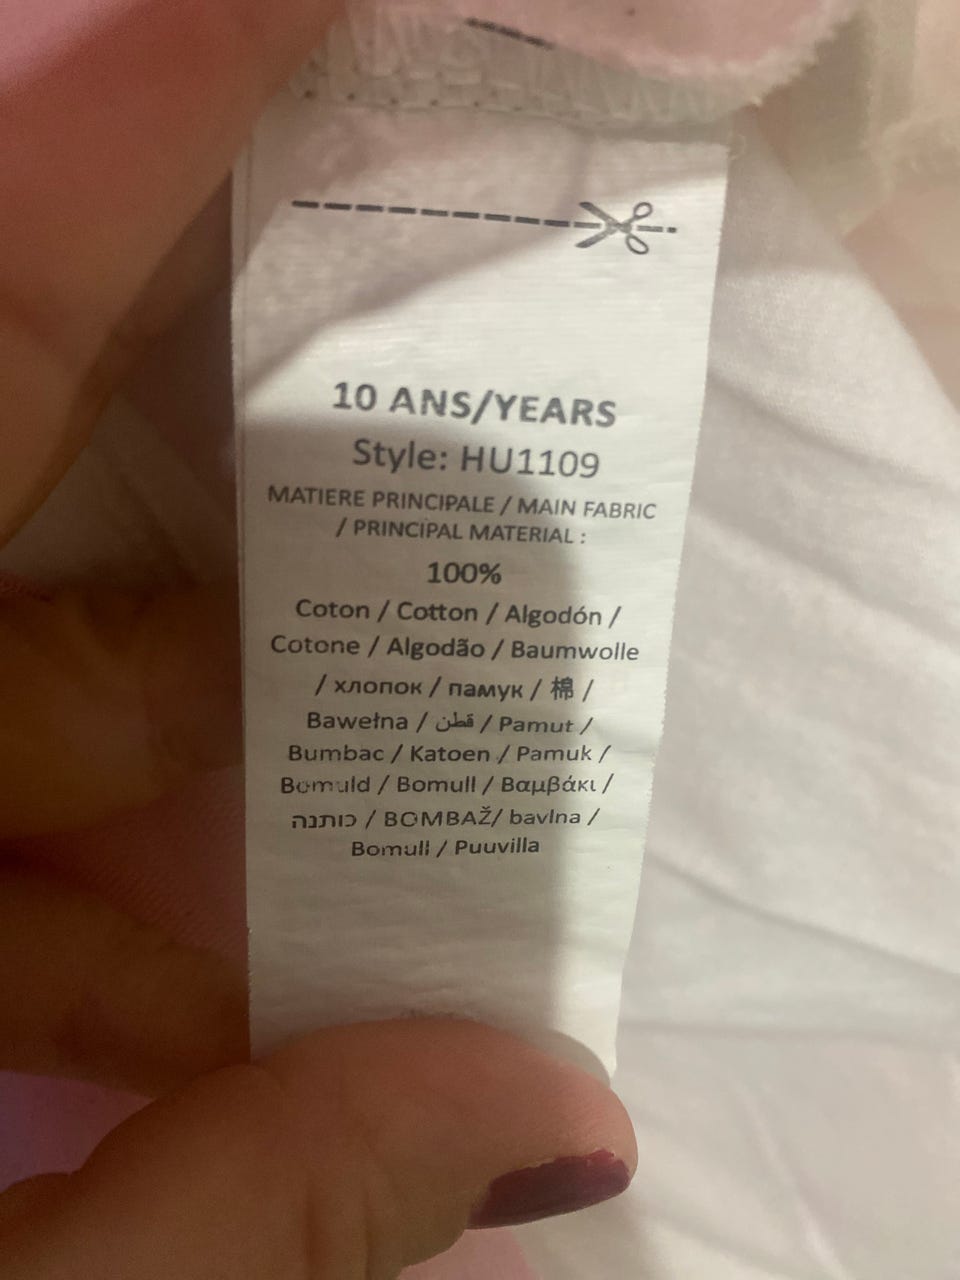 10 ANS/YEARS
Style: HU1109
MATIERE PRINCIPALE / MAIN FABRIC
/ PRINCIPAL MATERIAL :
100%
Coton / Cotton / Algodón /
Cotone / Algodão / Baumwolle
/ хлопок / памук / 棉 /
Bawełna / قطن / Pamut /
Bumbac / Katoen / Pamuk /
Bomuld / Bomull / Βαμβάκι /
כותנה / BOMBAŽ/ bavlna /
Bomull / Puuvilla